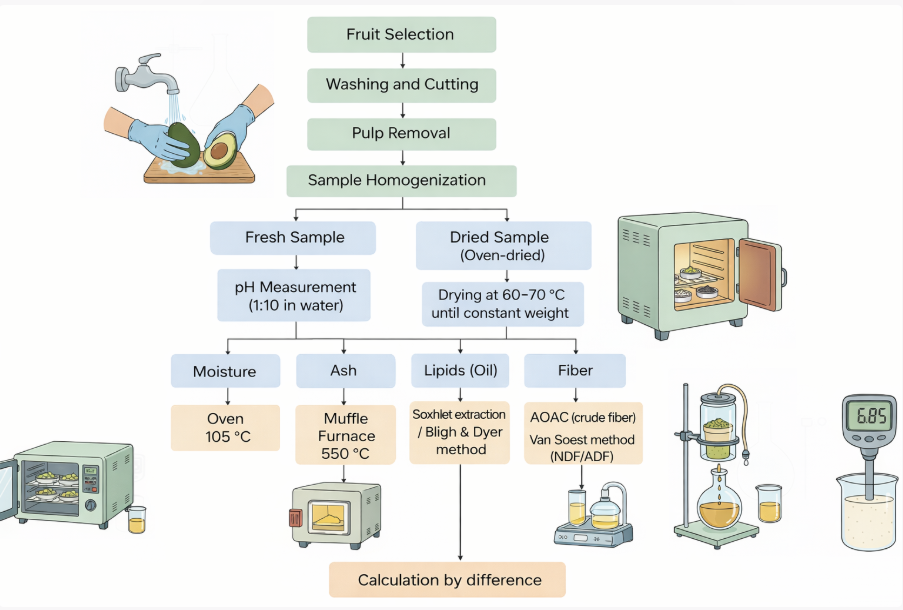 Fruit Selection
Washing and Cutting
Pulp Removal
Sample Homogenization
Fresh Sample
Dried Sample
(Oven-dried)
pH Measurement
(1:10 in water)
Drying at 60–70 °C
until constant weight
Moisture
Ash
Lipids (Oil)
Fiber
Oven
105 °C
Muffle
Furnace
550 °C
Soxhlet extraction
/ Bligh & Dyer
method
AOAC (crude fiber)
Van Soest method
(NDF/ADF)
6.85
Calculation by difference